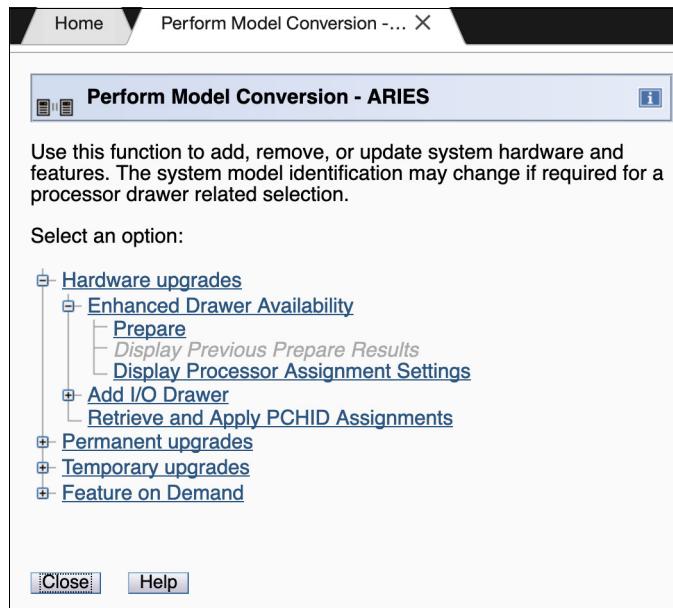 Home
Perform Model Conversion -... X
Perform Model Conversion - ARIES
i
Use this function to add, remove, or update system hardware and
features. The system model identification may change if required for a
processor drawer related selection.
Select an option:
Hardware upgrades
Enhanced Drawer Availability
Prepare
Display Previous Prepare Results
Display Processor Assignment Settings
Add I/O Drawer
Retrieve and Apply PCHID Assignments
Permanent upgrades
Temporary upgrades
Feature on Demand
Close
Help